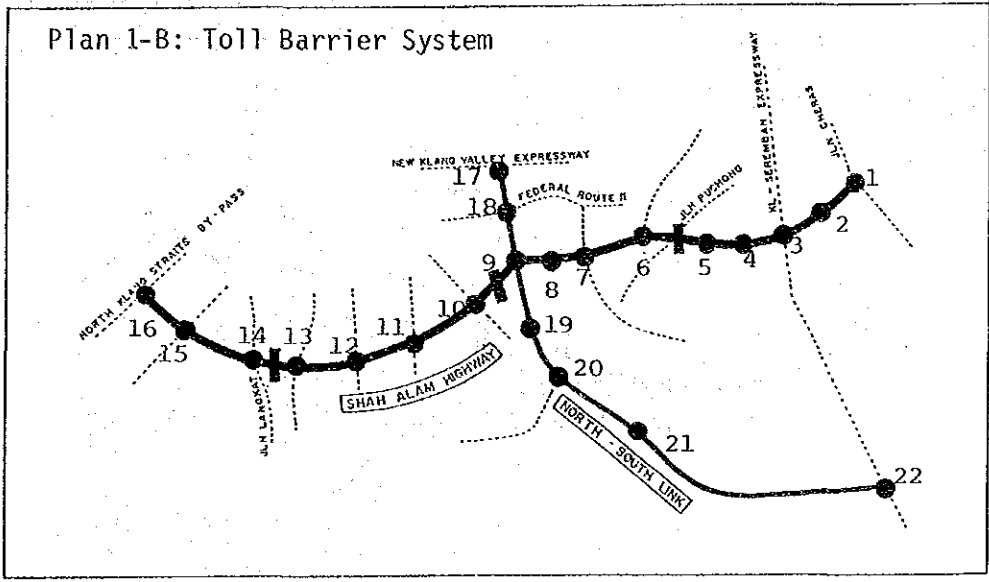 Plan 1-B: Toll Barrier System
NEW KLANG VALLEY EXPRESSWAY
17
18
FEDERAL ROUTE II
JLN PUCHONG
KL - SEREMBAN EXPRESSWAY
JLN CHERAS
1
2
3
4
5
6
7
8
9
10
11
12
13
14
15
16
NORTH KLANG STRAITS BY-PASS
JLN LANGKAT
SHAH ALAM HIGHWAY
19
20
21
22
NORTH - SOUTH LINK